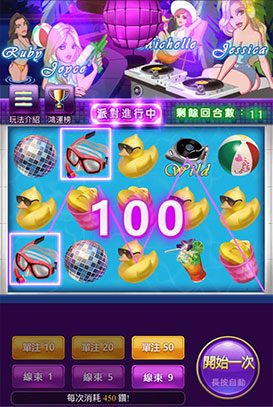 Ruby
Joyce
Michelle
Jessica
玩法介紹
鴻運榜
派對進行中
剩餘回合數：11
Wild
100
單注 10
單注 20
單注 50
線束 1
線束 5
線束 9
開始一次
長按自動
每次消耗 450 鑽!